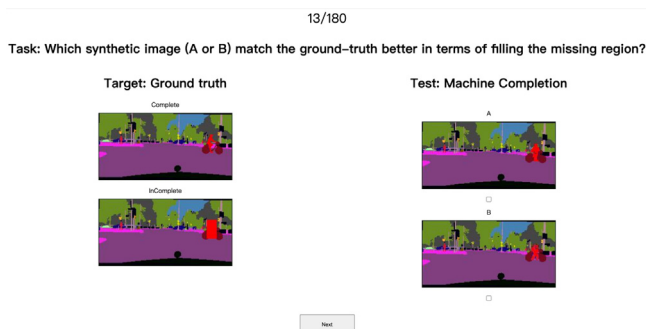 13/180
Task: Which synthetic image (A or B) match the ground-truth better in terms of filling the missing region?
Target: Ground truth
Test: Machine Completion
Complete
A
InComplete
B
Next